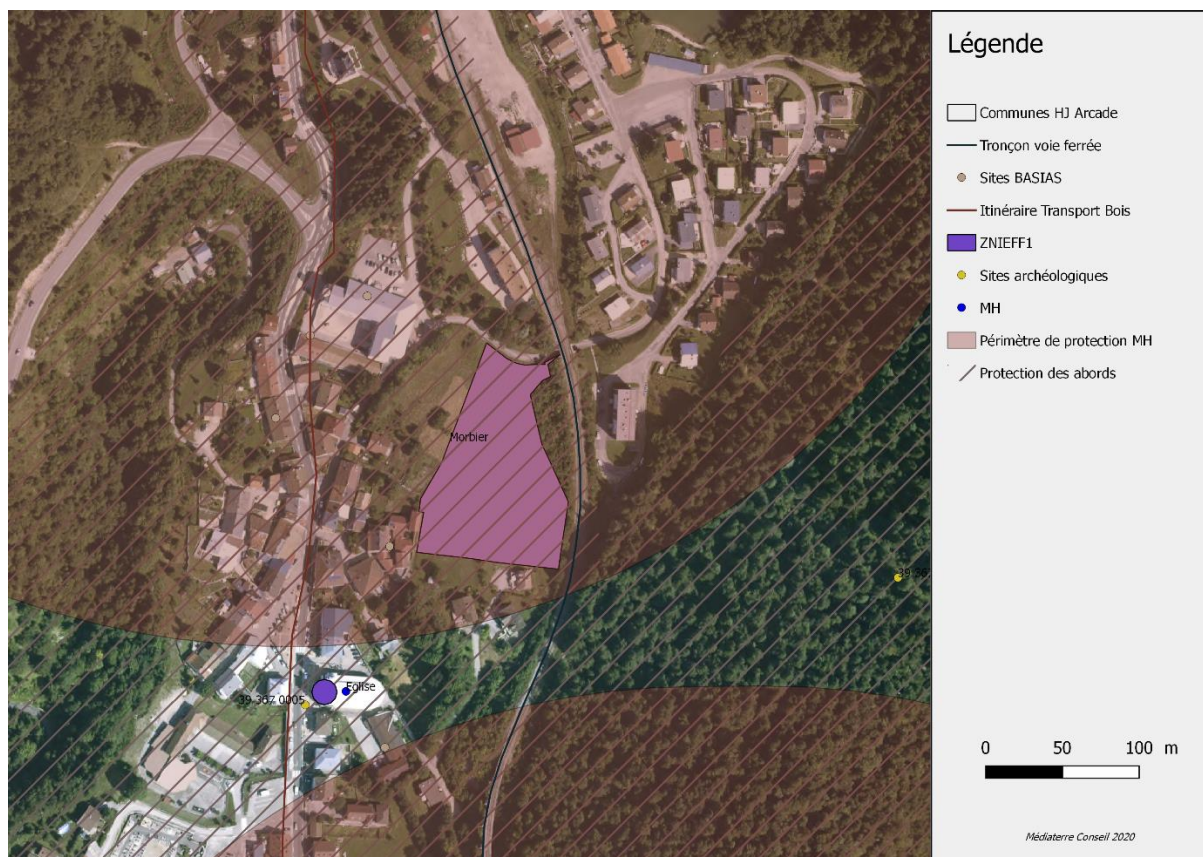 Légende
Communes HJ Arcade
Tronçon voie ferrée
Sites BASIAS
Itinéraire Transport Bois
ZNIEFF1
Sites archéologiques
MH
Périmètre de protection MH
Protection des abords
Morbier
Eglise
39 367 0005
0 50 100 m
Médiaterre Conseil 2020